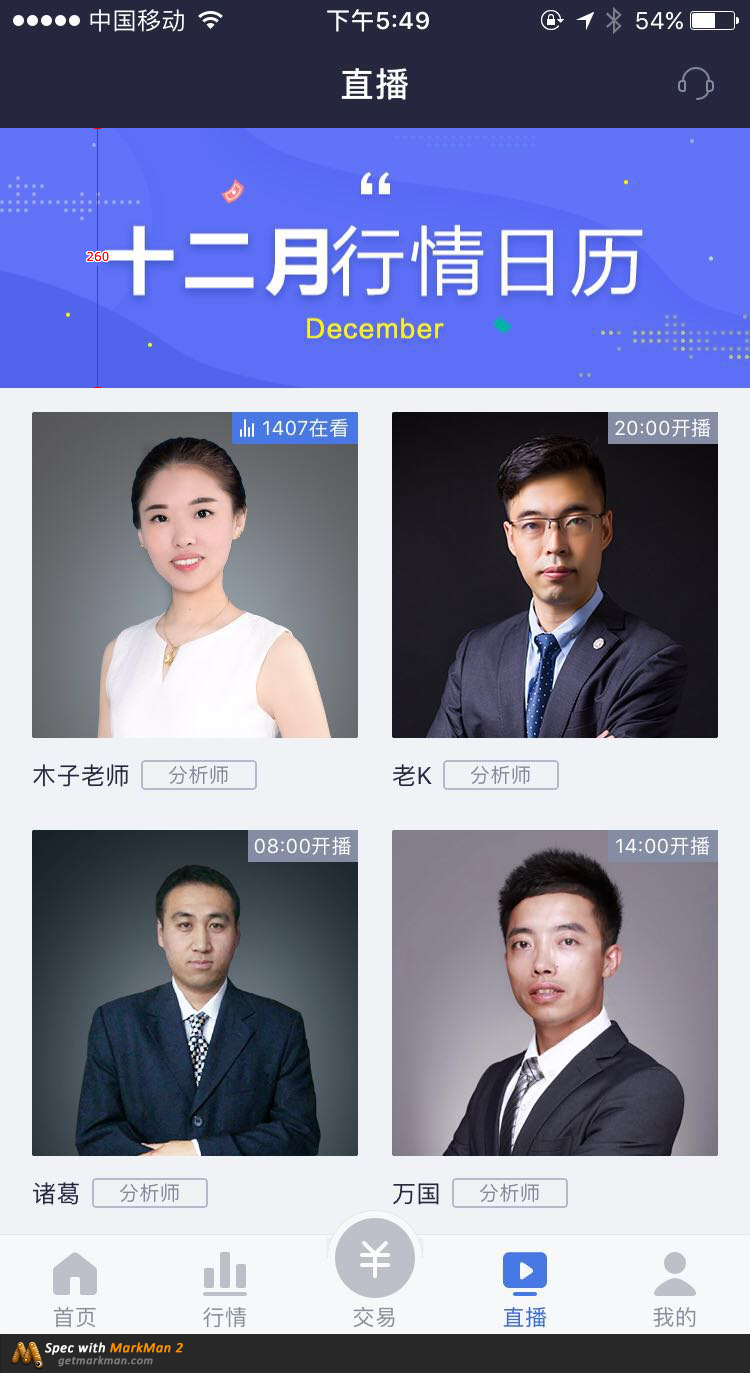 中国移动 下午5:49 54%
直播
260
十二月行情日历
December
1407在看 20:00开播
木子老师 分析师 老K 分析师
08:00开播 14:00开播
诸葛 分析师 万国 分析师
¥
首页 行情 交易 直播 我的
Spec with MarkMan 2
getmarkman.com